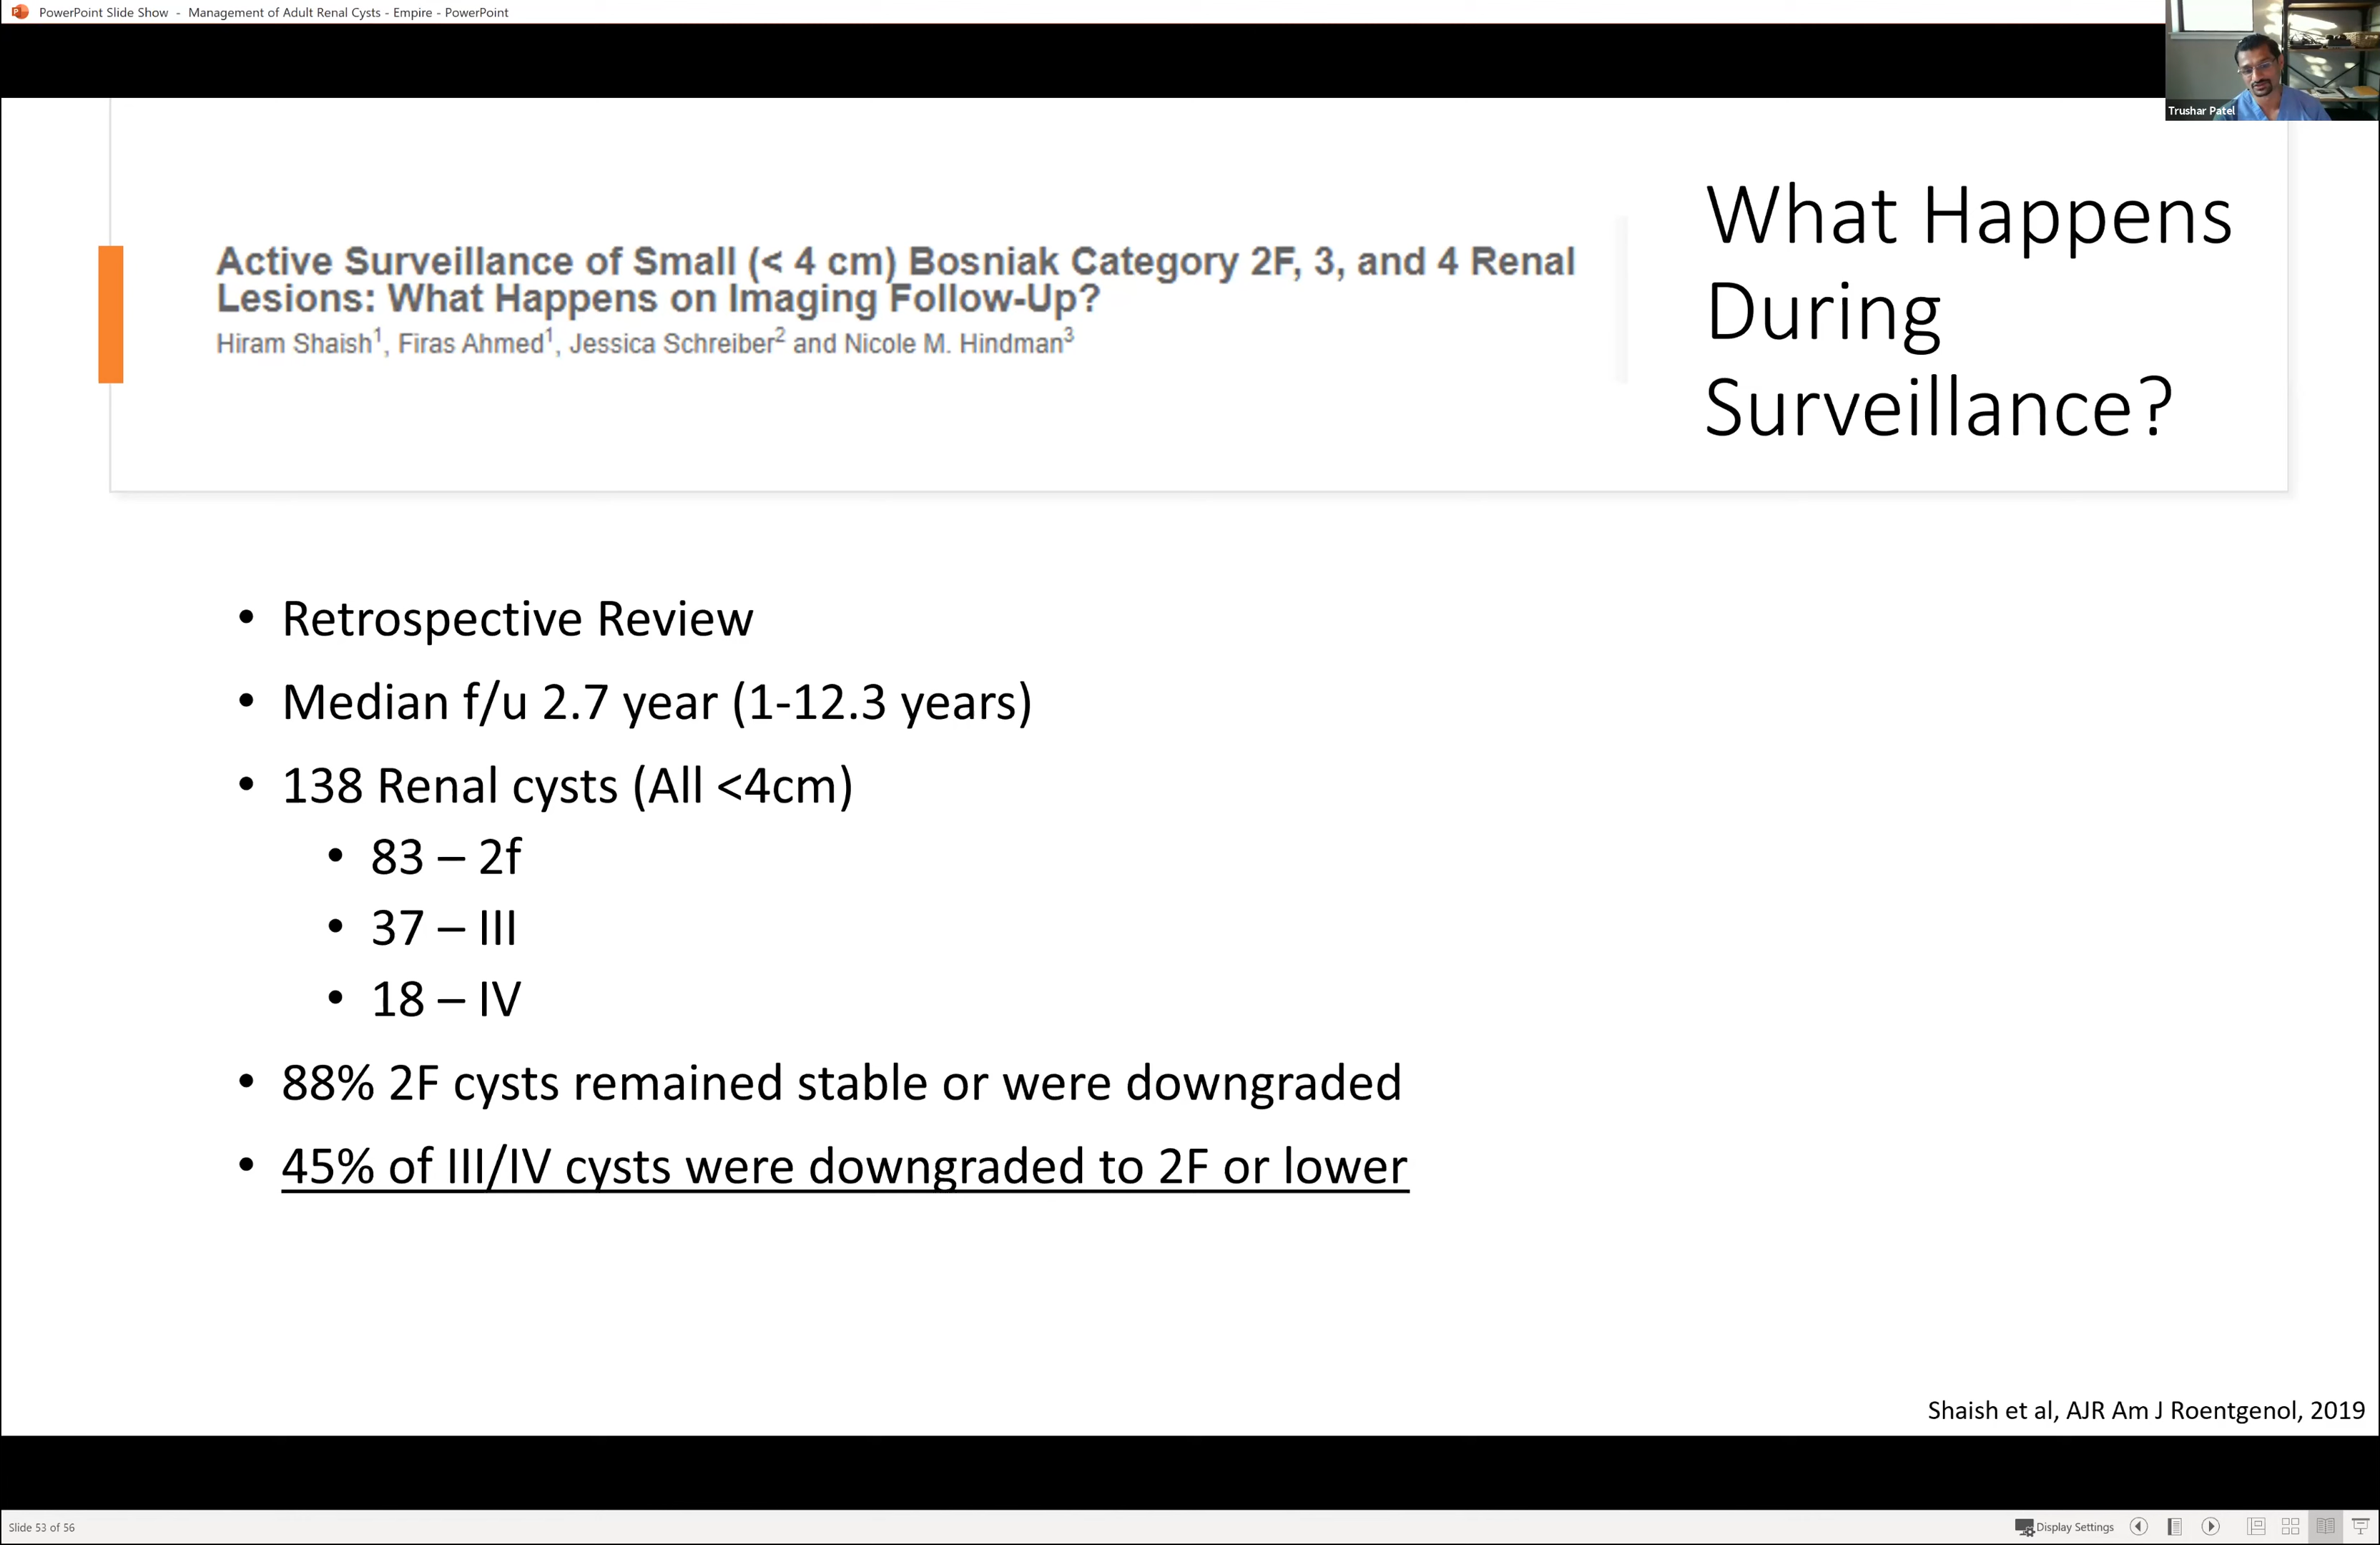 PowerPoint Slide Show - Management of Adult Renal Cysts - Empire - PowerPoint
Trushar Patel
Active Surveillance of Small (< 4 cm) Bosniak Category 2F, 3, and 4 Renal
Lesions: What Happens on Imaging Follow-Up?
Hiram Shaish1, Firas Ahmed1, Jessica Schreiber2 and Nicole M. Hindman3
What Happens
During
Surveillance?
• Retrospective Review
• Median f/u 2.7 year (1-12.3 years)
• 138 Renal cysts (All <4cm)
• 83 – 2f
• 37 – III
• 18 – IV
• 88% 2F cysts remained stable or were downgraded
• 45% of III/IV cysts were downgraded to 2F or lower
Shaish et al, AJR Am J Roentgenol, 2019
Slide 53 of 56
Display Settings